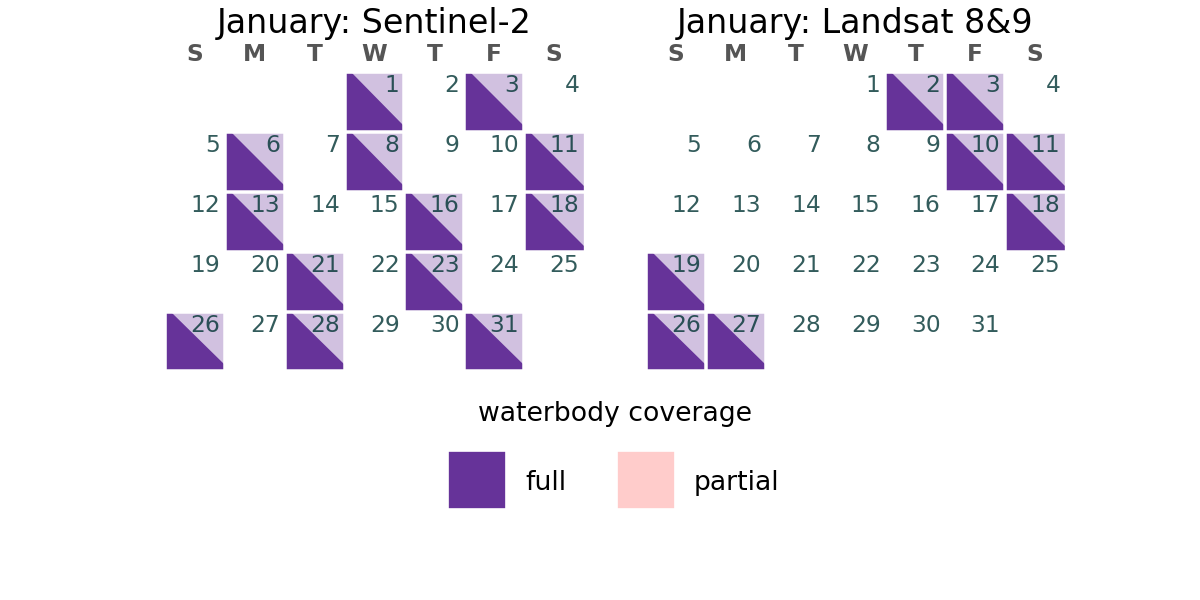 January: Sentinel-2
S M T W T F S
1 2 3 4
5 6 7 8 9 10 11
12 13 14 15 16 17 18
19 20 21 22 23 24 25
26 27 28 29 30 31
January: Landsat 8&9
S M T W T F S
1 2 3 4
5 6 7 8 9 10 11
12 13 14 15 16 17 18
19 20 21 22 23 24 25
26 27 28 29 30 31
waterbody coverage
full partial